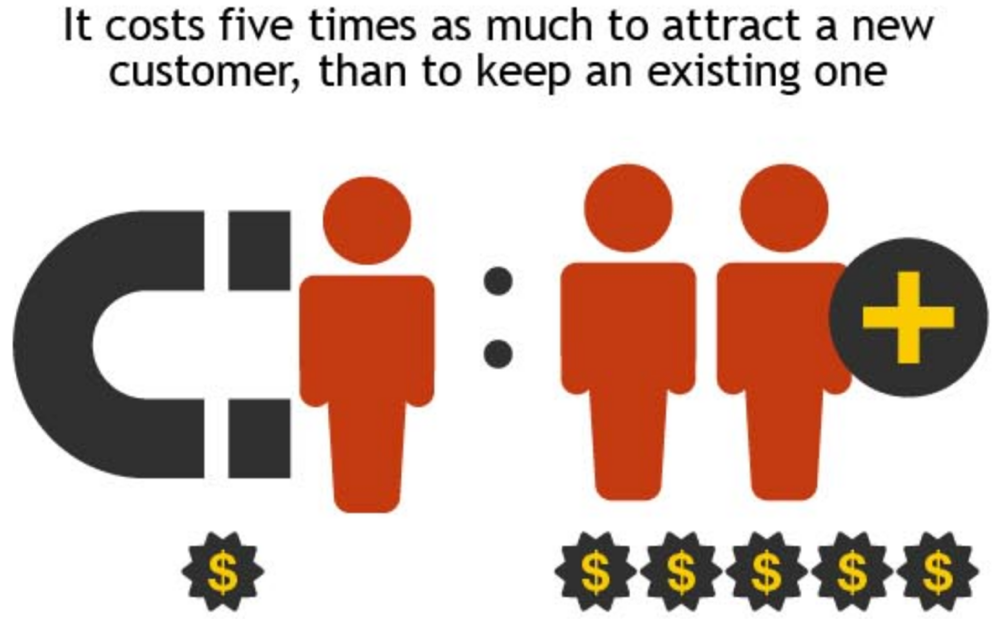 It costs five times as much to attract a new
customer, than to keep an existing one
$ $ $ $ $ $